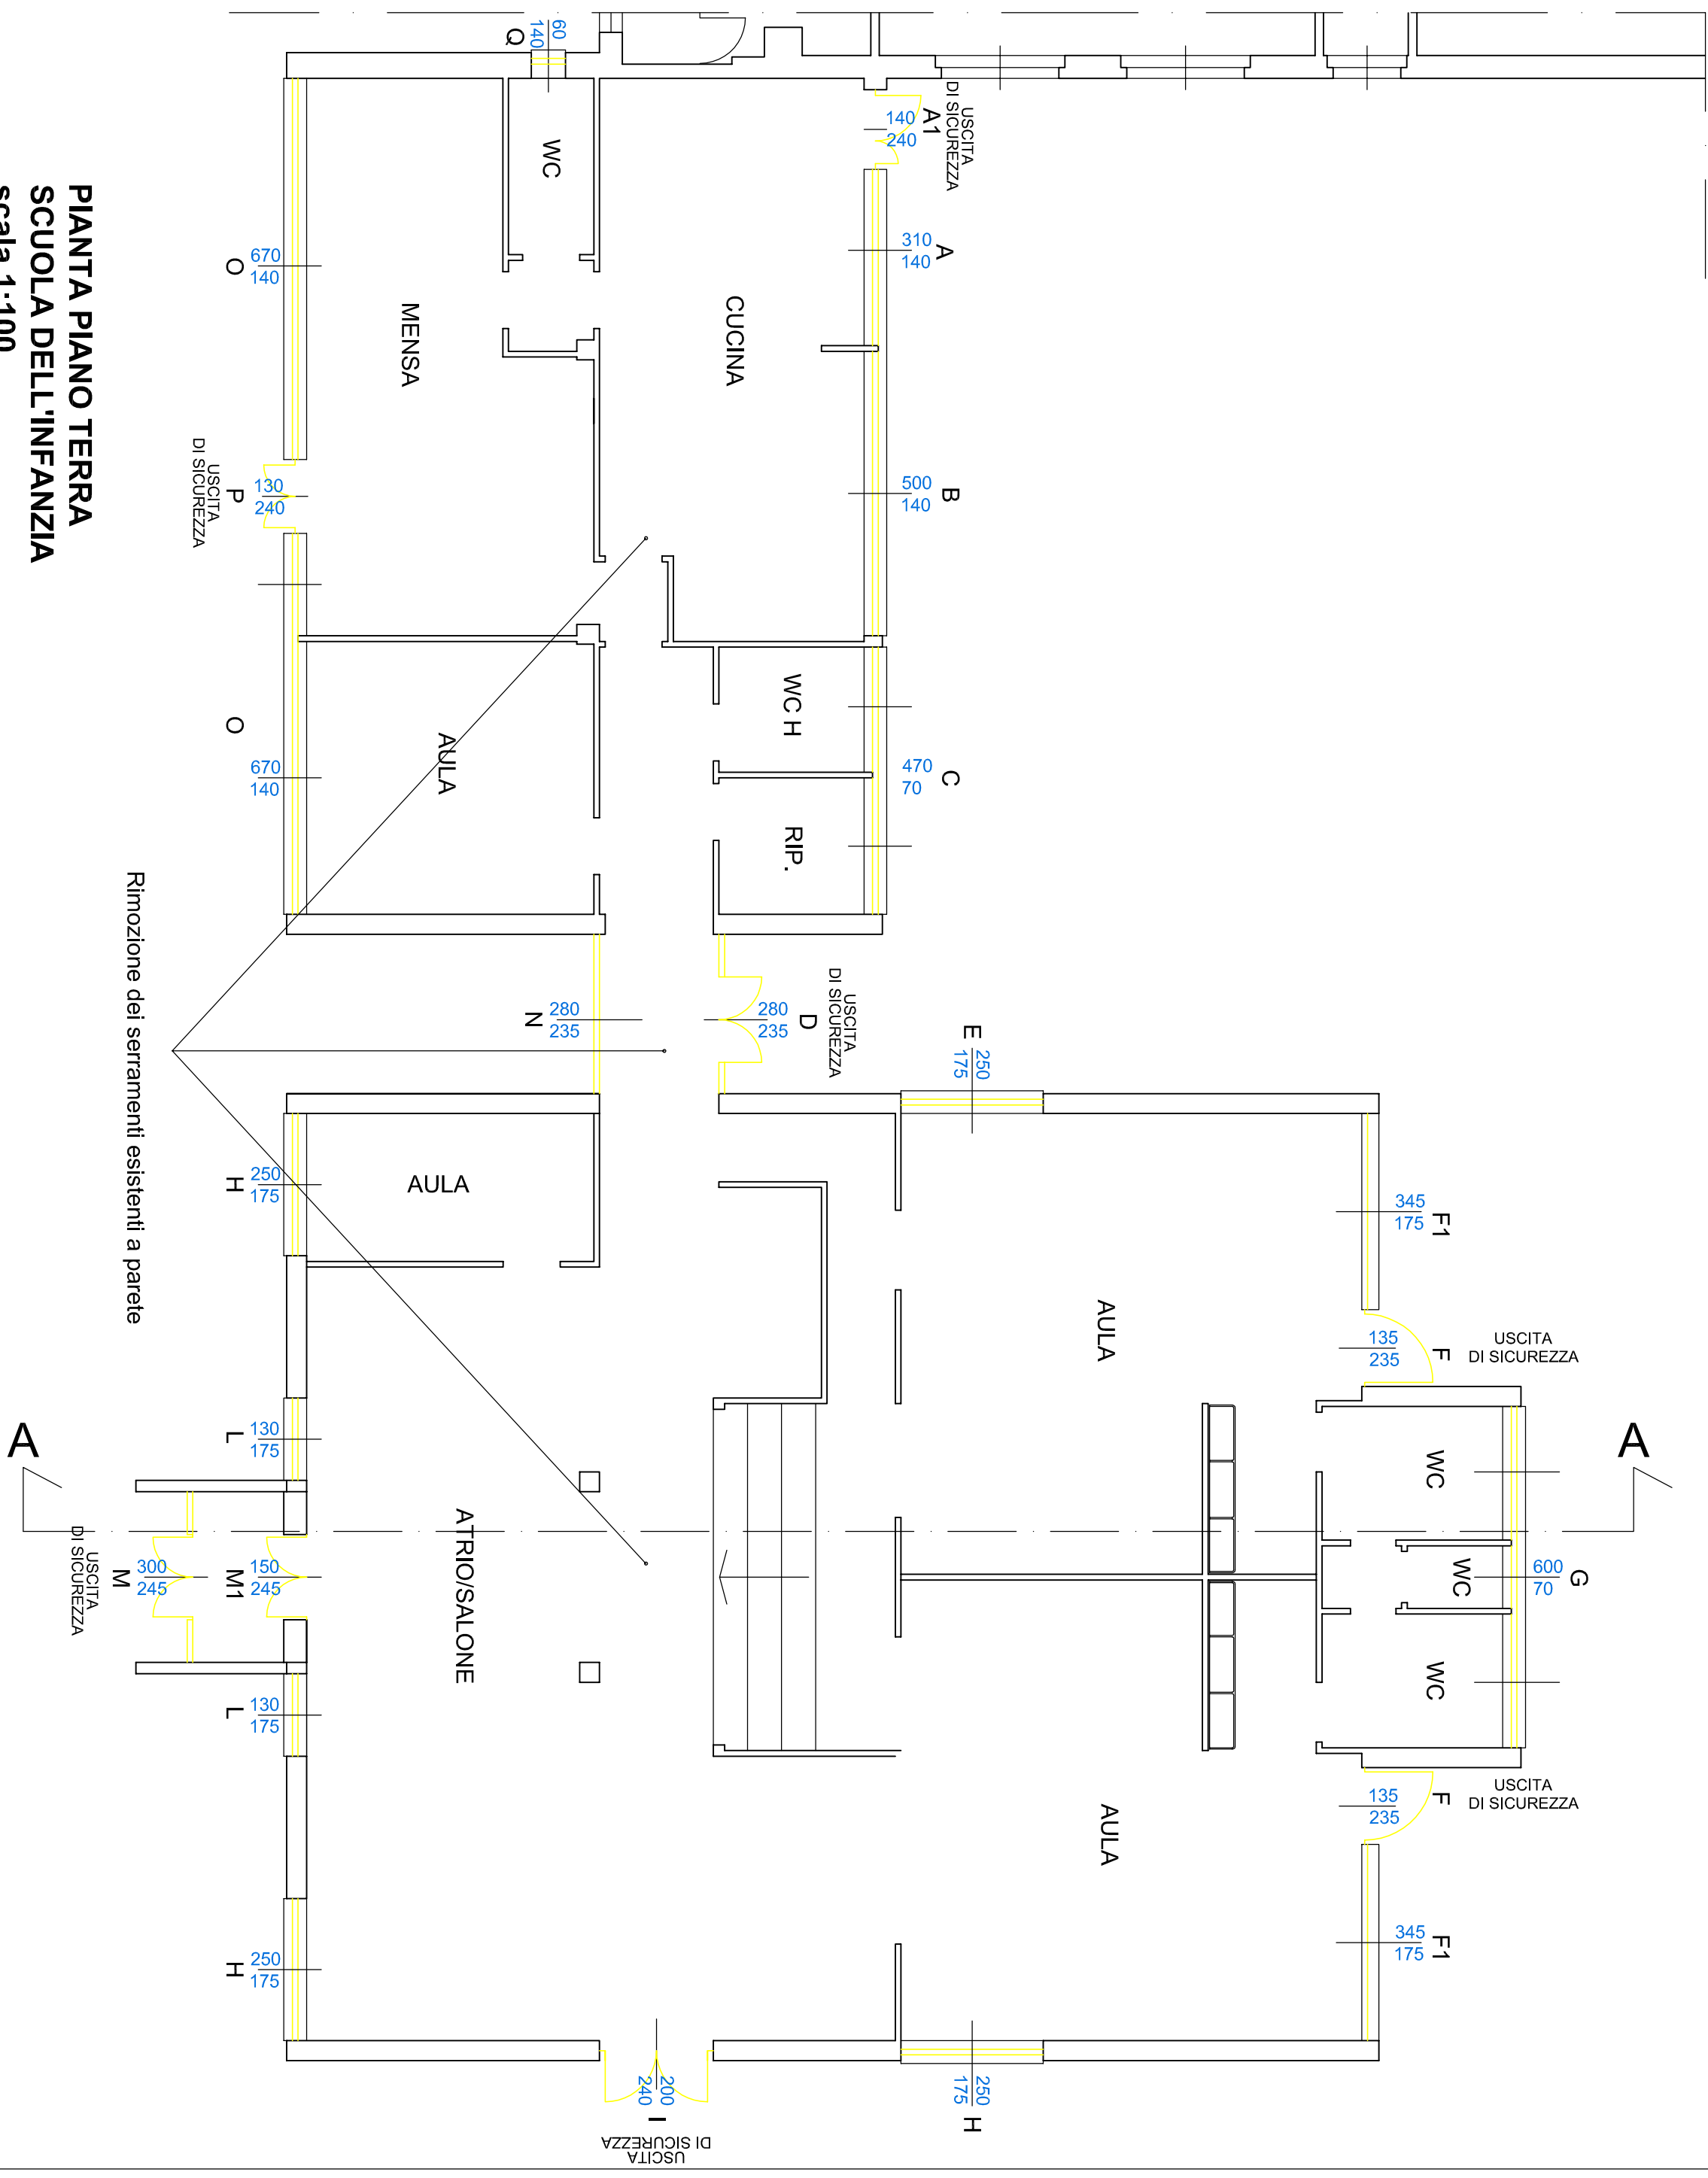 PIANTA PIANO TERRA
SCUOLA DELL'INFANZIA
scala 1:100
Q
60
140
WC
USCITA
DI SICUREZZA
A1
140
240
A
310
140
CUCINA
MENSA
O
670
140
B
500
140
USCITA
DI SICUREZZA
P
130
240
WC H
C
470
70
RIP.
AULA
O
670
140
Rimozione dei serramenti esistenti a parete
N
280
235
D
280
235
USCITA
DI SICUREZZA
E
250
175
AULA
H
250
175
F1
345
175
AULA
F
135
235
USCITA
DI SICUREZZA
L
130
175
A
A
WC
WC
WC
G
600
70
ATRIO/SALONE
M1
150
245
M
300
245
USCITA
DI SICUREZZA
L
130
175
F
135
235
USCITA
DI SICUREZZA
AULA
F1
345
175
H
250
175
H
250
175
I
200
240
USCITA
DI SICUREZZA